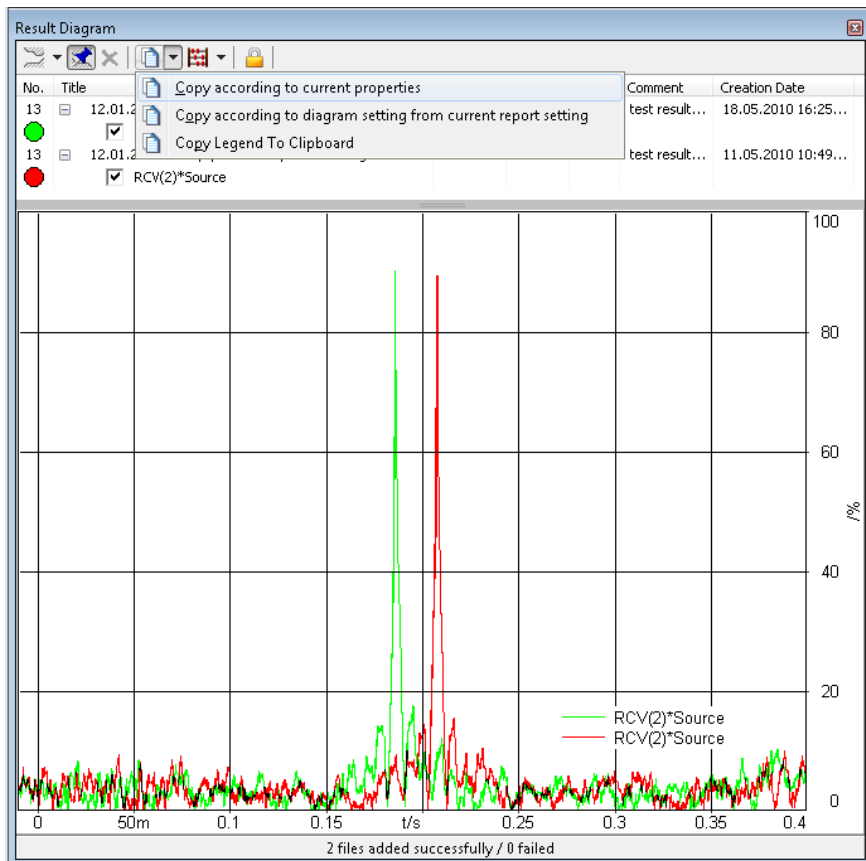 Result Diagram
No. Title Comment Creation Date
Copy according to current properties
13 12.01.2 test result... 18.05.2010 16:25...
Copy according to diagram setting from current report setting
Copy Legend To Clipboard
13 12.01.2 test result... 11.05.2010 10:49...
RCV(2)*Source
100
80
60
/%
40
20
RCV(2)*Source
RCV(2)*Source
0
0 50m 0.1 0.15 t/s 0.25 0.3 0.35 0.4
2 files added successfully / 0 failed